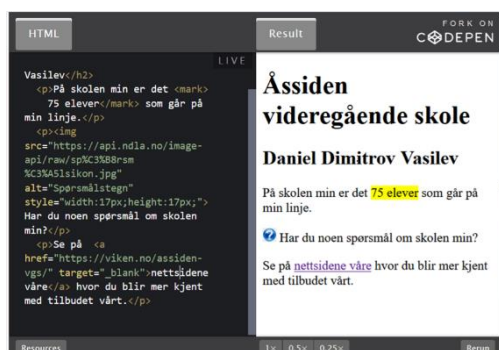 HTML
LIVE
Vasilev</h2>
<p>På skolen min er det <mark>
75 elever</mark> som går på
min linje.</p>
<p><img
src="https://api.ndla.no/image-
api/raw/sp%C3%B8rsm
%C3%A5lsikon.jpg"
alt="Spørsmålstegn"
style="width:17px;height:17px;">
Har du noen spørsmål om skolen
min?</p>
<p>Se på <a
href="https://viken.no/assiden-
vgs/" target="_blank">nettsidene
våre</a> hvor du blir mer kjent
med tilbudet vårt.</p>
Resources
Result
FORK ON
CODEPEN
Åssiden
videregående skole
Daniel Dimitrov Vasilev
På skolen min er det 75 elever som går på
min linje.
Har du noen spørsmål om skolen min?
Se på nettsidene våre hvor du blir mer kjent
med tilbudet vårt.
1× 0.5× 0.25×
Rerun